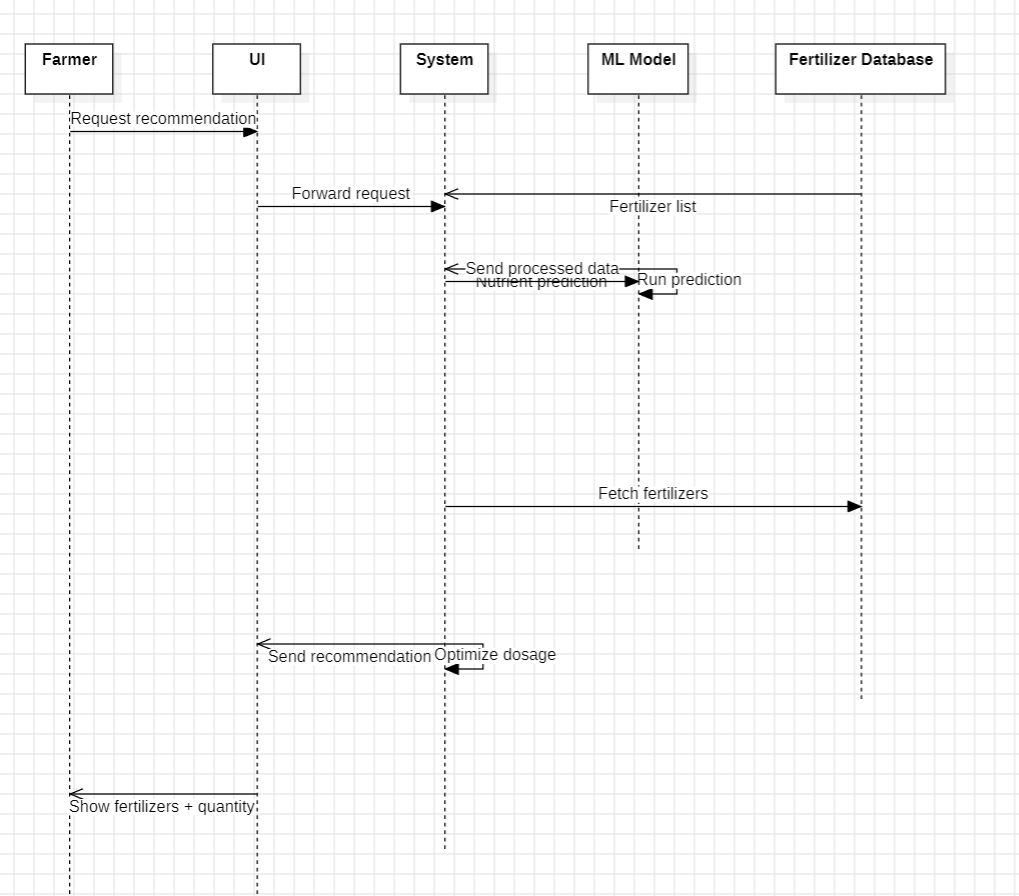 Farmer
UI
System
ML Model
Fertilizer Database
Request recommendation
Forward request
Fertilizer list
Send processed data
Nutrient prediction
Run prediction
Fetch fertilizers
Send recommendation
Optimize dosage
Show fertilizers + quantity